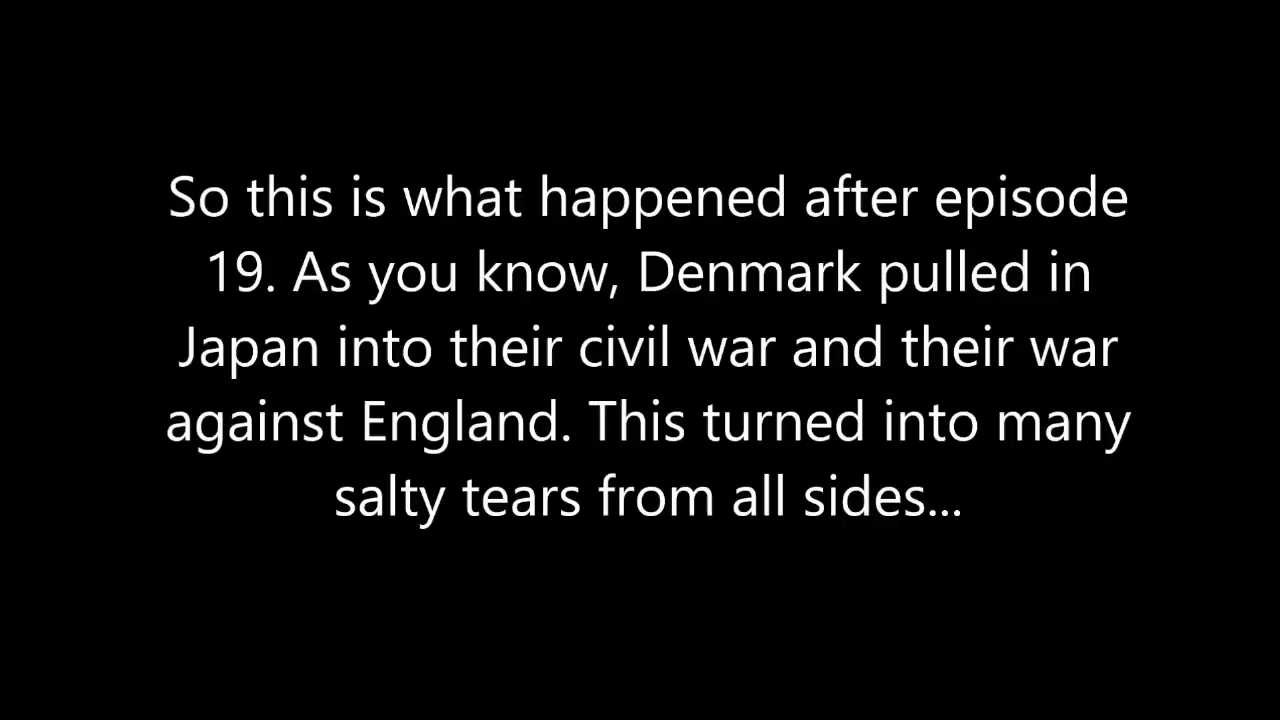 So this is what happened after episode
19. As you know, Denmark pulled in
Japan into their civil war and their war
against England. This turned into many
salty tears from all sides...